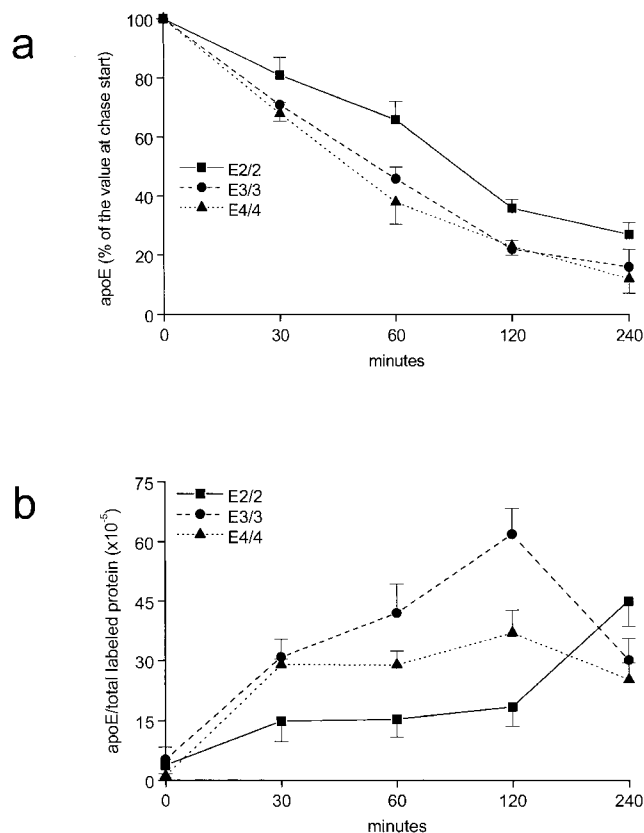 a
apoE (% of the value at chase start)
100
80
60
40
20
0
E2/2
E3/3
E4/4
0 30 60 120 240
minutes
b
apoE/total labeled protein (x10-5)
75
60
45
30
15
0
E2/2
E3/3
E4/4
0 30 60 120 240
minutes